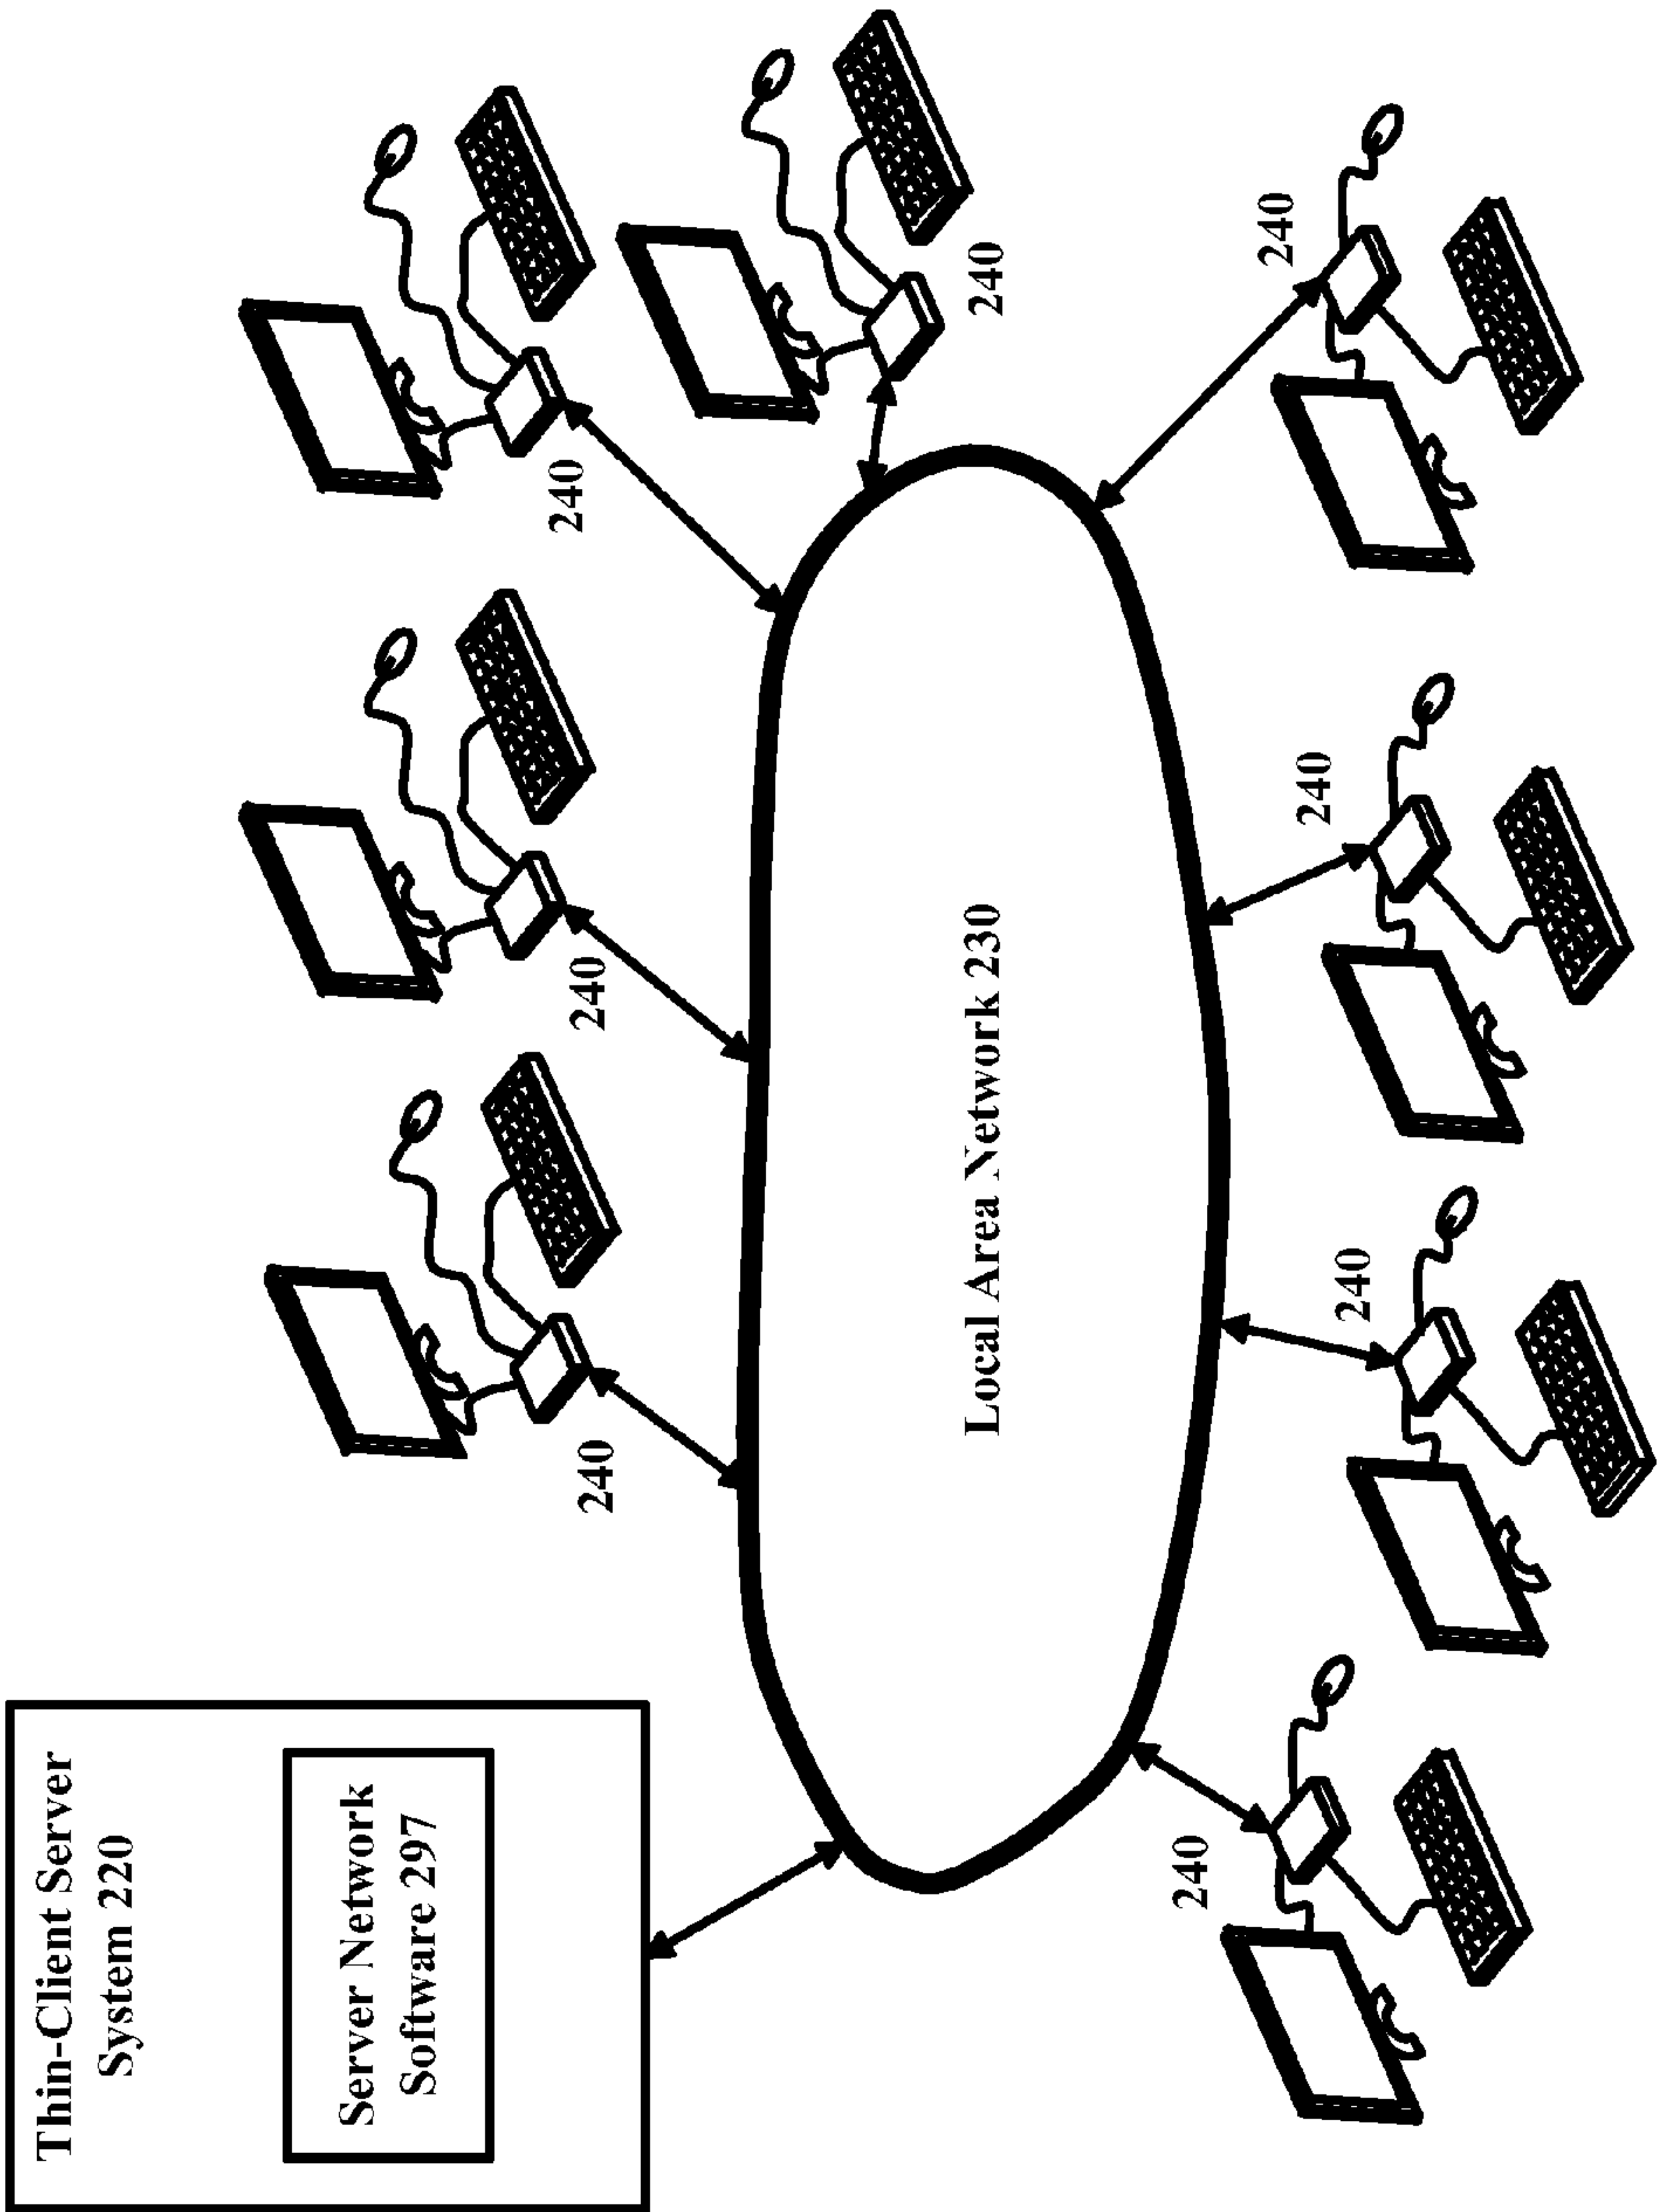 Thin-Client Server
System 220
Server Network
Software 297
240
240
240
240
Local Area Network 230
240
240
240
240